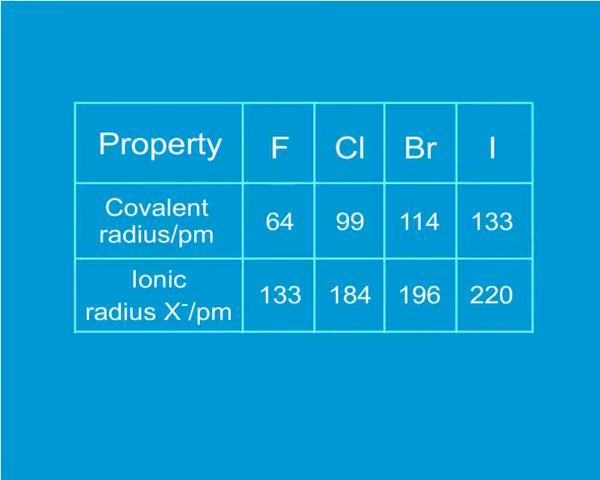 Property F Cl Br I
Covalent
radius/pm 64 99 114 133
Ionic
radius X⁻/pm 133 184 196 220